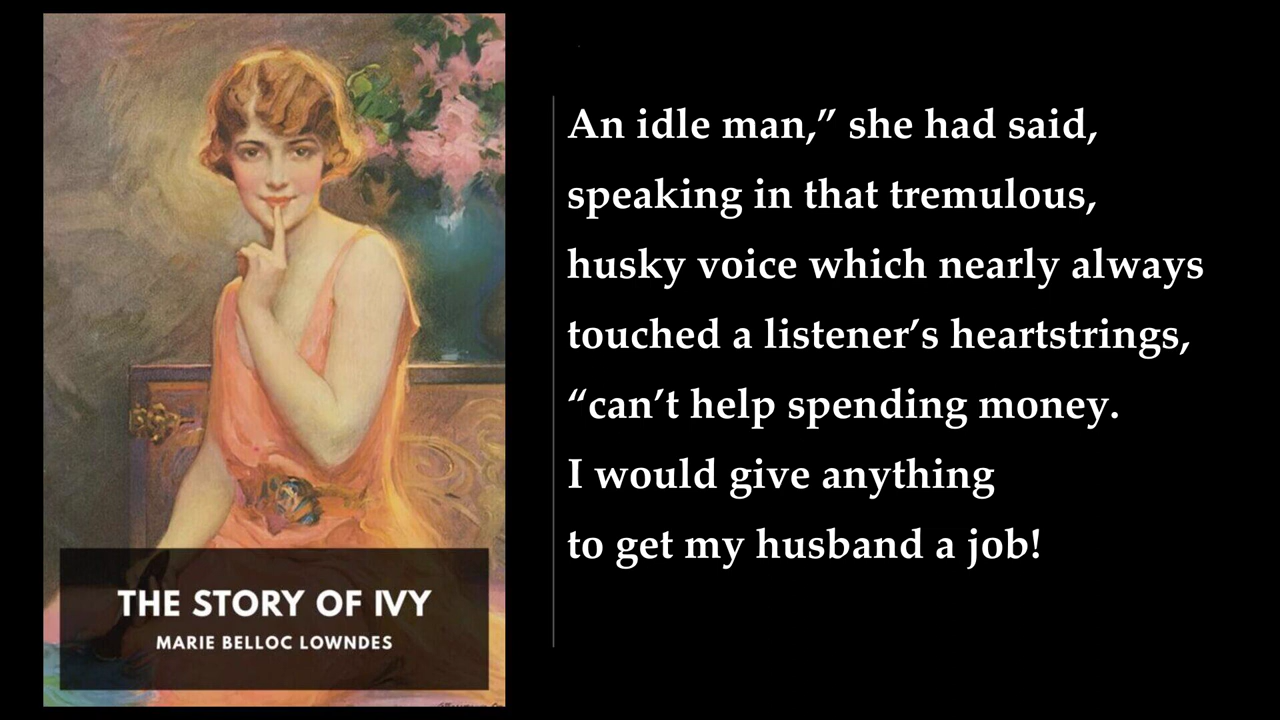 An idle man,” she had said,
speaking in that tremulous,
husky voice which nearly always
touched a listener’s heartstrings,
“can’t help spending money.
I would give anything
to get my husband a job!
THE STORY OF IVY
MARIE BELLOC LOWNDES